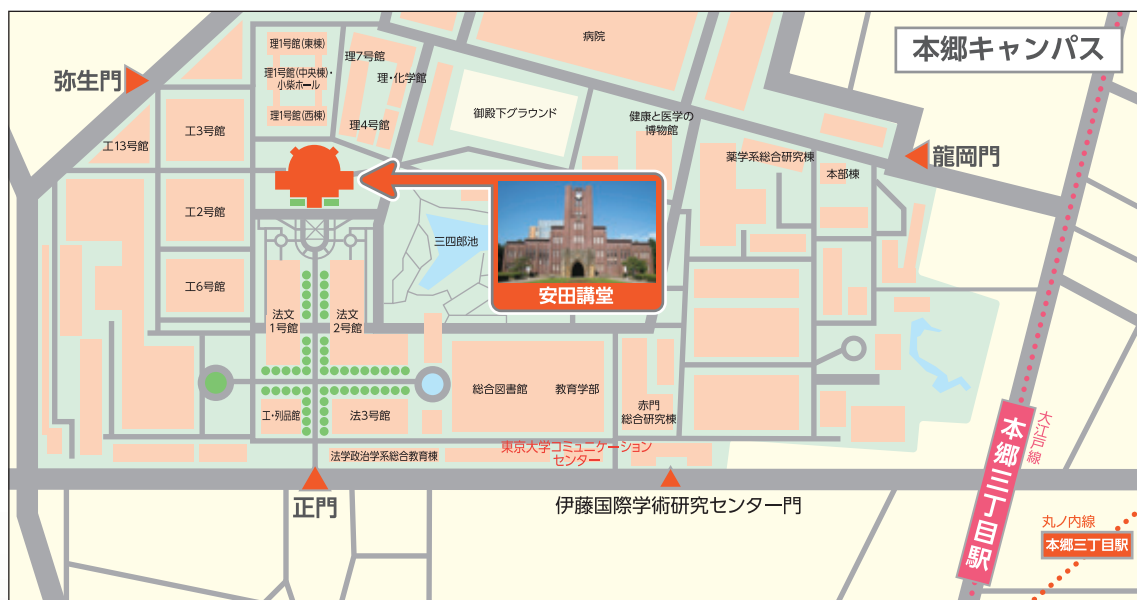 本郷キャンパス
病院
理1号館(東棟)
理7号館
理1号館(中央棟)・
小柴ホール
理・化学館
弥生門
理1号館(西棟)
御殿下グラウンド
健康と医学の
博物館
理4号館
工3号館
工13号館
薬学系総合研究棟
龍岡門
本部棟
工2号館
三四郎池
安田講堂
工6号館
法文
1号館
法文
2号館
総合図書館
教育学部
工・列品館
法3号館
赤門
総合研究棟
大江戸線
本郷三丁目駅
東京大学コミュニケーション
センター
法学政治学系総合教育棟
正門
伊藤国際学術研究センター門
丸ノ内線
本郷三丁目駅